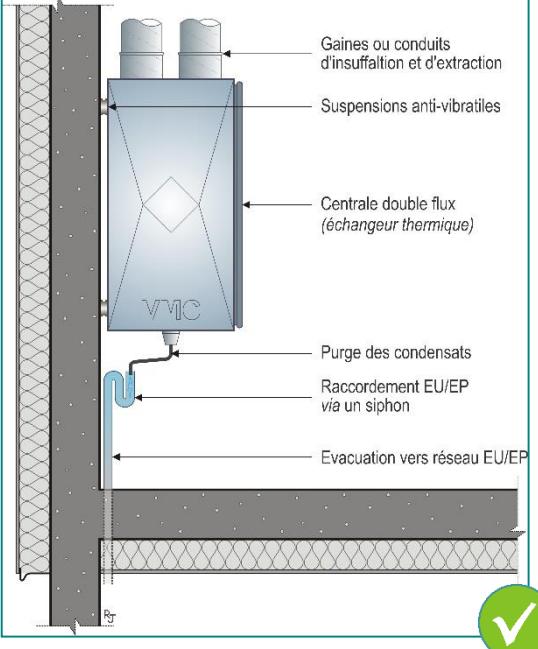 Gaines ou conduits
d'insuffaltion et d'extraction
Suspensions anti-vibratiles
Centrale double flux
(échangeur thermique)
VMC
Purge des condensats
Raccordement EU/EP
via un siphon
Evacuation vers réseau EU/EP
RJ